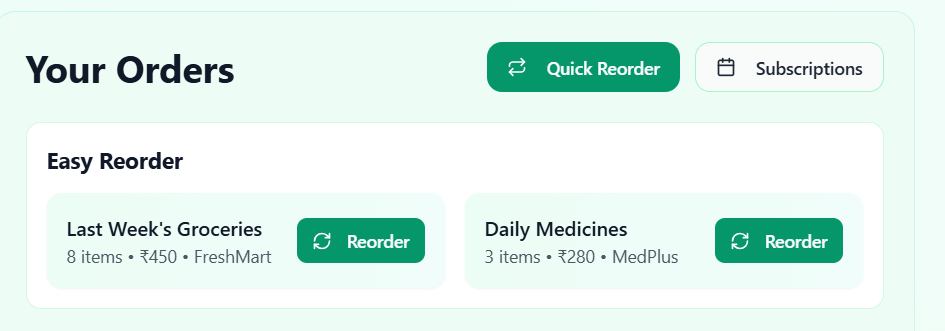 Your Orders
Quick Reorder
Subscriptions
Easy Reorder
Last Week's Groceries
8 items • ₹450 • FreshMart
Reorder
Daily Medicines
3 items • ₹280 • MedPlus
Reorder